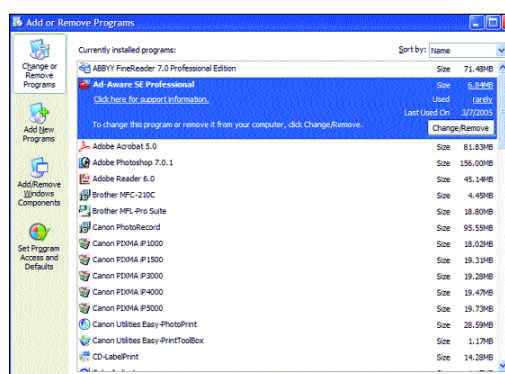 Add or Remove Programs
Change or
Remove
Programs
Add New
Programs
Add/Remove
Windows
Components
Set Program
Access and
Defaults
Currently installed programs:
Sort by: Name
ABBYY FineReader 7.0 Professional Edition Size 71.48MB
Ad-Aware SE Professional Size 6.84MB
Click here for support information. Used rarely
Last Used On 3/7/2005
To change this program or remove it from your computer, click Change/Remove. Change/Remove
Adobe Acrobat 5.0 Size 81.83MB
Adobe Photoshop 7.0.1 Size 156.00MB
Adobe Reader 6.0 Size 45.14MB
Brother MFC-210C Size 4.45MB
Brother MFL-Pro Suite Size 18.80MB
Canon PhotoRecord Size 95.55MB
Canon PIXMA iP1000 Size 18.02MB
Canon PIXMA iP1500 Size 19.31MB
Canon PIXMA iP3000 Size 19.28MB
Canon PIXMA iP4000 Size 19.47MB
Canon PIXMA iP5000 Size 19.73MB
Canon Utilities Easy-PhotoPrint Size 28.59MB
Canon Utilities Easy-PrintToolBox Size 1.17MB
CD-LabelPrint Size 14.28MB